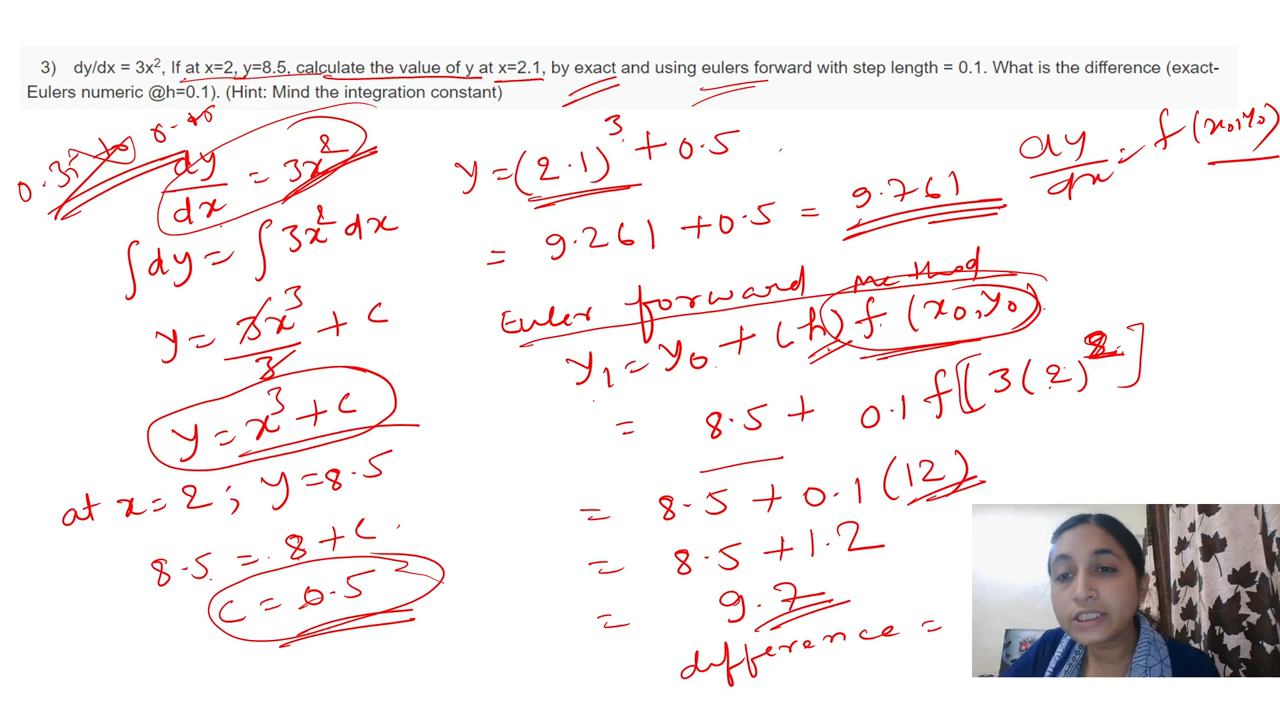 3) dy/dx = 3x², If at x=2, y=8.5, calculate the value of y at x=2.1, by exact and using eulers forward with step length = 0.1. What is the difference (exact-
Eulers numeric @h=0.1). (Hint: Mind the integration constant)
dy/dx = 3x²
∫dy = ∫3x² dx
y = 3x³/3 + c
y = x³ + c
at x = 2 ; y = 8.5
8.5 = 8 + c
c = 0.5
y = (2.1)³ + 0.5
= 9.261 + 0.5 = 9.761
dy/dx = f(x₀,y₀)
Euler forward Method
y₁ = y₀ + (h) f(x₀,y₀)
= 8.5 + 0.1 f[3(2)²]
= 8.5 + 0.1 (12)
= 8.5 + 1.2
= 9.7
difference =